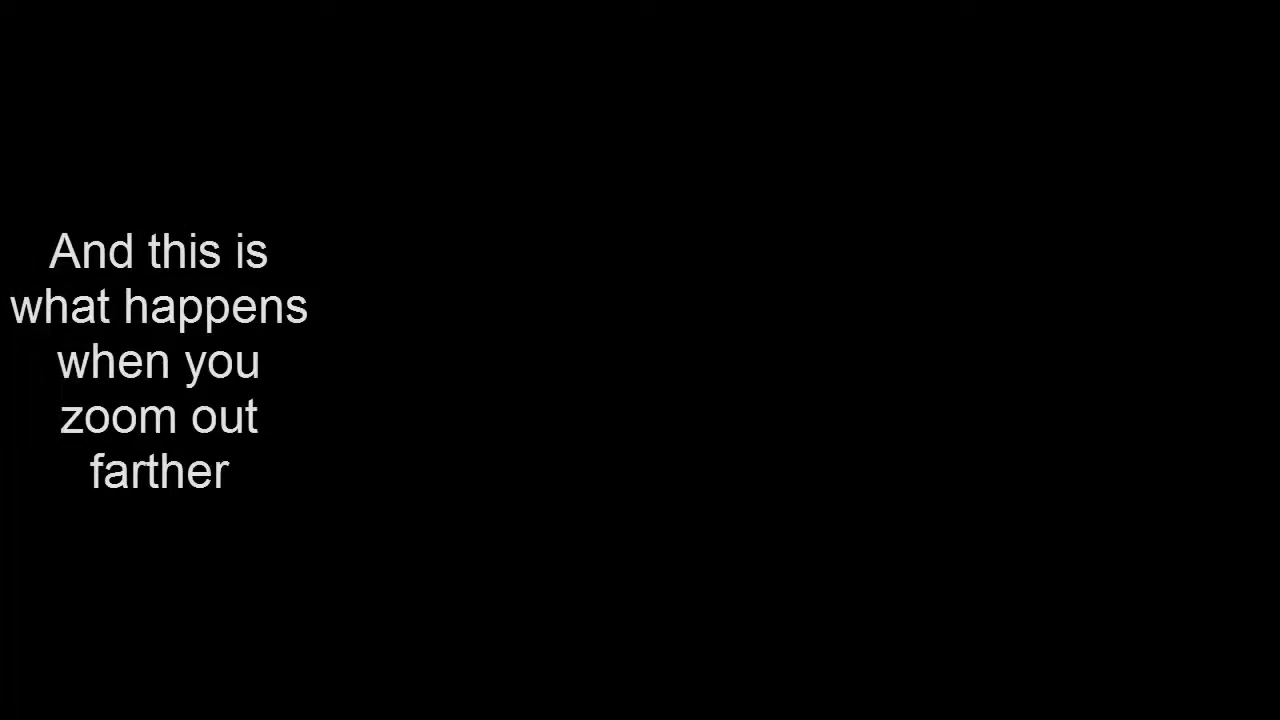 And this is
what happens
when you
zoom out
farther